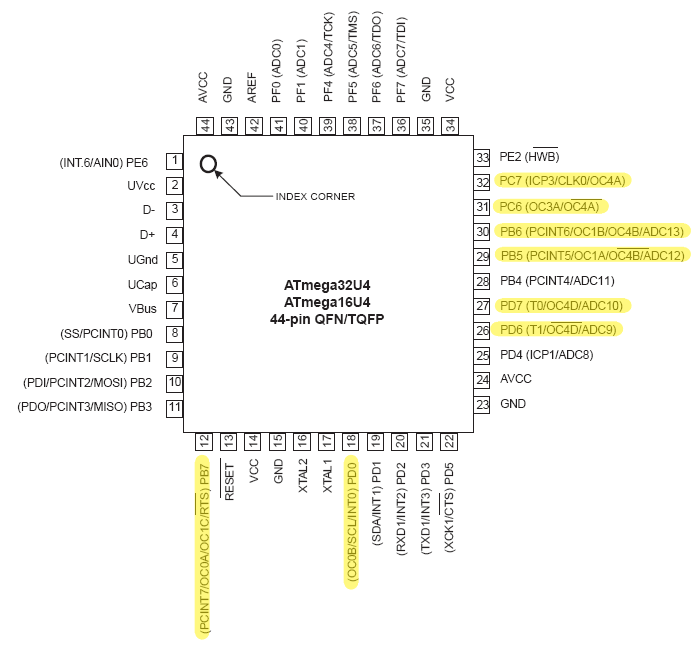 AVCC
GND
AREF
PF0 (ADC0)
PF1 (ADC1)
PF4 (ADC4/TCK)
PF5 (ADC5/TMS)
PF6 (ADC6/TDO)
PF7 (ADC7/TDI)
GND
VCC
44
43
42
41
40
39
38
37
36
35
34
(INT.6/AIN0) PE6 1
UVcc 2
D- 3
D+ 4
UGnd 5
UCap 6
VBus 7
(SS/PCINT0) PB0 8
(PCINT1/SCLK) PB1 9
(PDI/PCINT2/MOSI) PB2 10
(PDO/PCINT3/MISO) PB3 11
INDEX CORNER
ATmega32U4
ATmega16U4
44-pin QFN/TQFP
33 PE2 (HWB)
32 PC7 (ICP3/CLK0/OC4A)
31 PC6 (OC3A/OC4A)
30 PB6 (PCINT6/OC1B/OC4B/ADC13)
29 PB5 (PCINT5/OC1A/OC4B/ADC12)
28 PB4 (PCINT4/ADC11)
27 PD7 (T0/OC4D/ADC10)
26 PD6 (T1/OC4D/ADC9)
25 PD4 (ICP1/ADC8)
24 AVCC
23 GND
12
13
14
15
16
17
18
19
20
21
22
(PCINT7/OC0A/OC1C/RTS) PB7
RESET
VCC
GND
XTAL2
XTAL1
(OC0B/SCL/INT0) PD0
(SDA/INT1) PD1
(RXD1/INT2) PD2
(TXD1/INT3) PD3
(XCK1/CTS) PD5